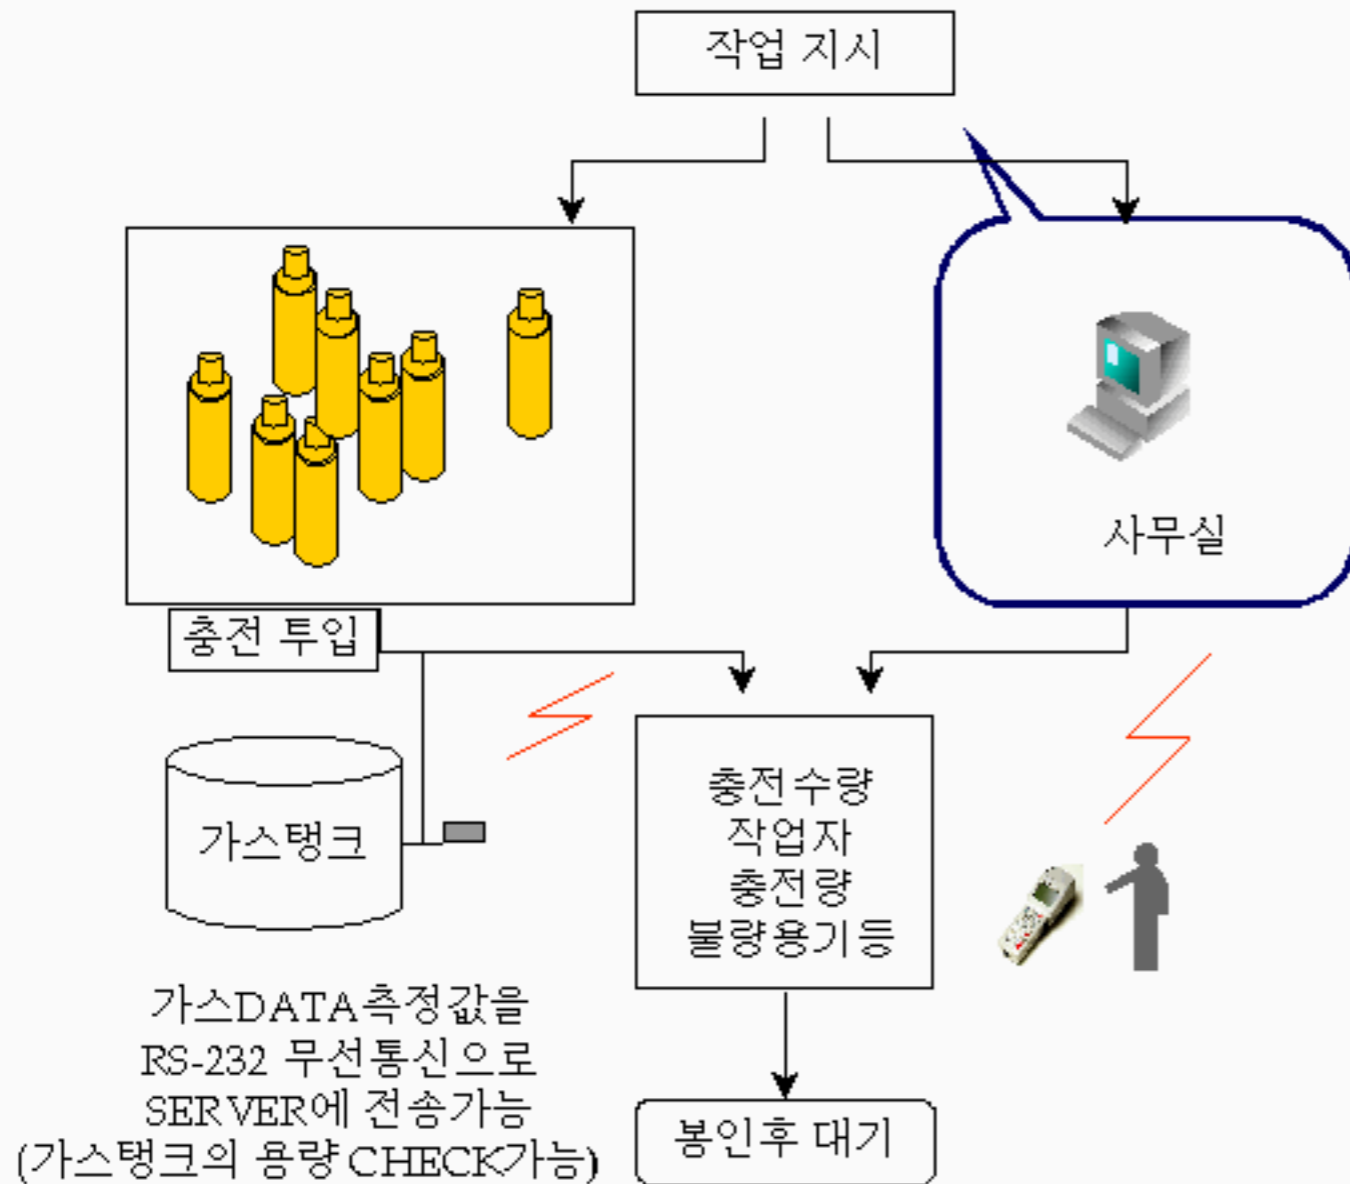 작업 지시
사무실
충전 투입
가스탱크
충전수량
작업자
충전량
불량용기등
가스DATA측정값을
RS-232 무선통신으로
SERVER에 전송가능
(가스탱크의 용량 CHECK가능)
봉인후 대기